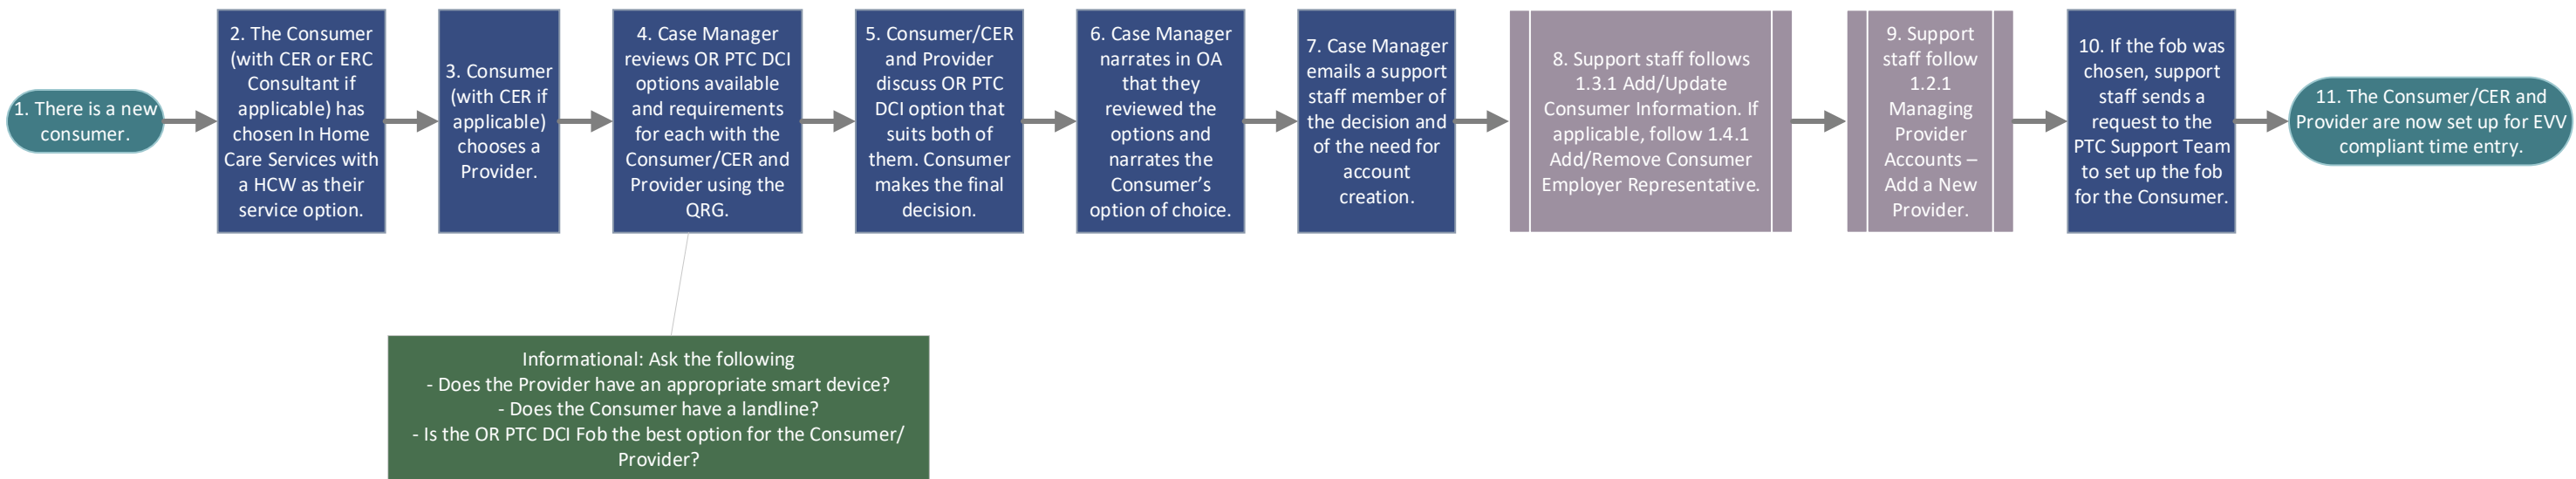 1. There is a new
consumer.
2. The Consumer
(with CER or ERC
Consultant if
applicable) has
chosen In Home
Care Services with
a HCW as their
service option.
3. Consumer
(with CER if
applicable)
chooses a
Provider.
4. Case Manager
reviews OR PTC DCI
options available
and requirements
for each with the
Consumer/CER and
Provider using the
QRG.
5. Consumer/CER
and Provider
discuss OR PTC
DCI option that
suits both of
them. Consumer
makes the final
decision.
6. Case Manager
narrates in OA
that they
reviewed the
options and
narrates the
Consumer’s
option of choice.
7. Case Manager
emails a support
staff member of
the decision and
of the need for
account
creation.
8. Support staff follows
1.3.1 Add/Update
Consumer Information. If
applicable, follow 1.4.1
Add/Remove Consumer
Employer Representative.
9. Support
staff follow
1.2.1
Managing
Provider
Accounts –
Add a New
Provider.
10. If the fob was
chosen, support
staff sends a
request to the
PTC Support Team
to set up the fob
for the Consumer.
11. The Consumer/CER and
Provider are now set up for EVV
compliant time entry.
Informational: Ask the following
- Does the Provider have an appropriate smart device?
- Does the Consumer have a landline?
- Is the OR PTC DCI Fob the best option for the Consumer/
Provider?